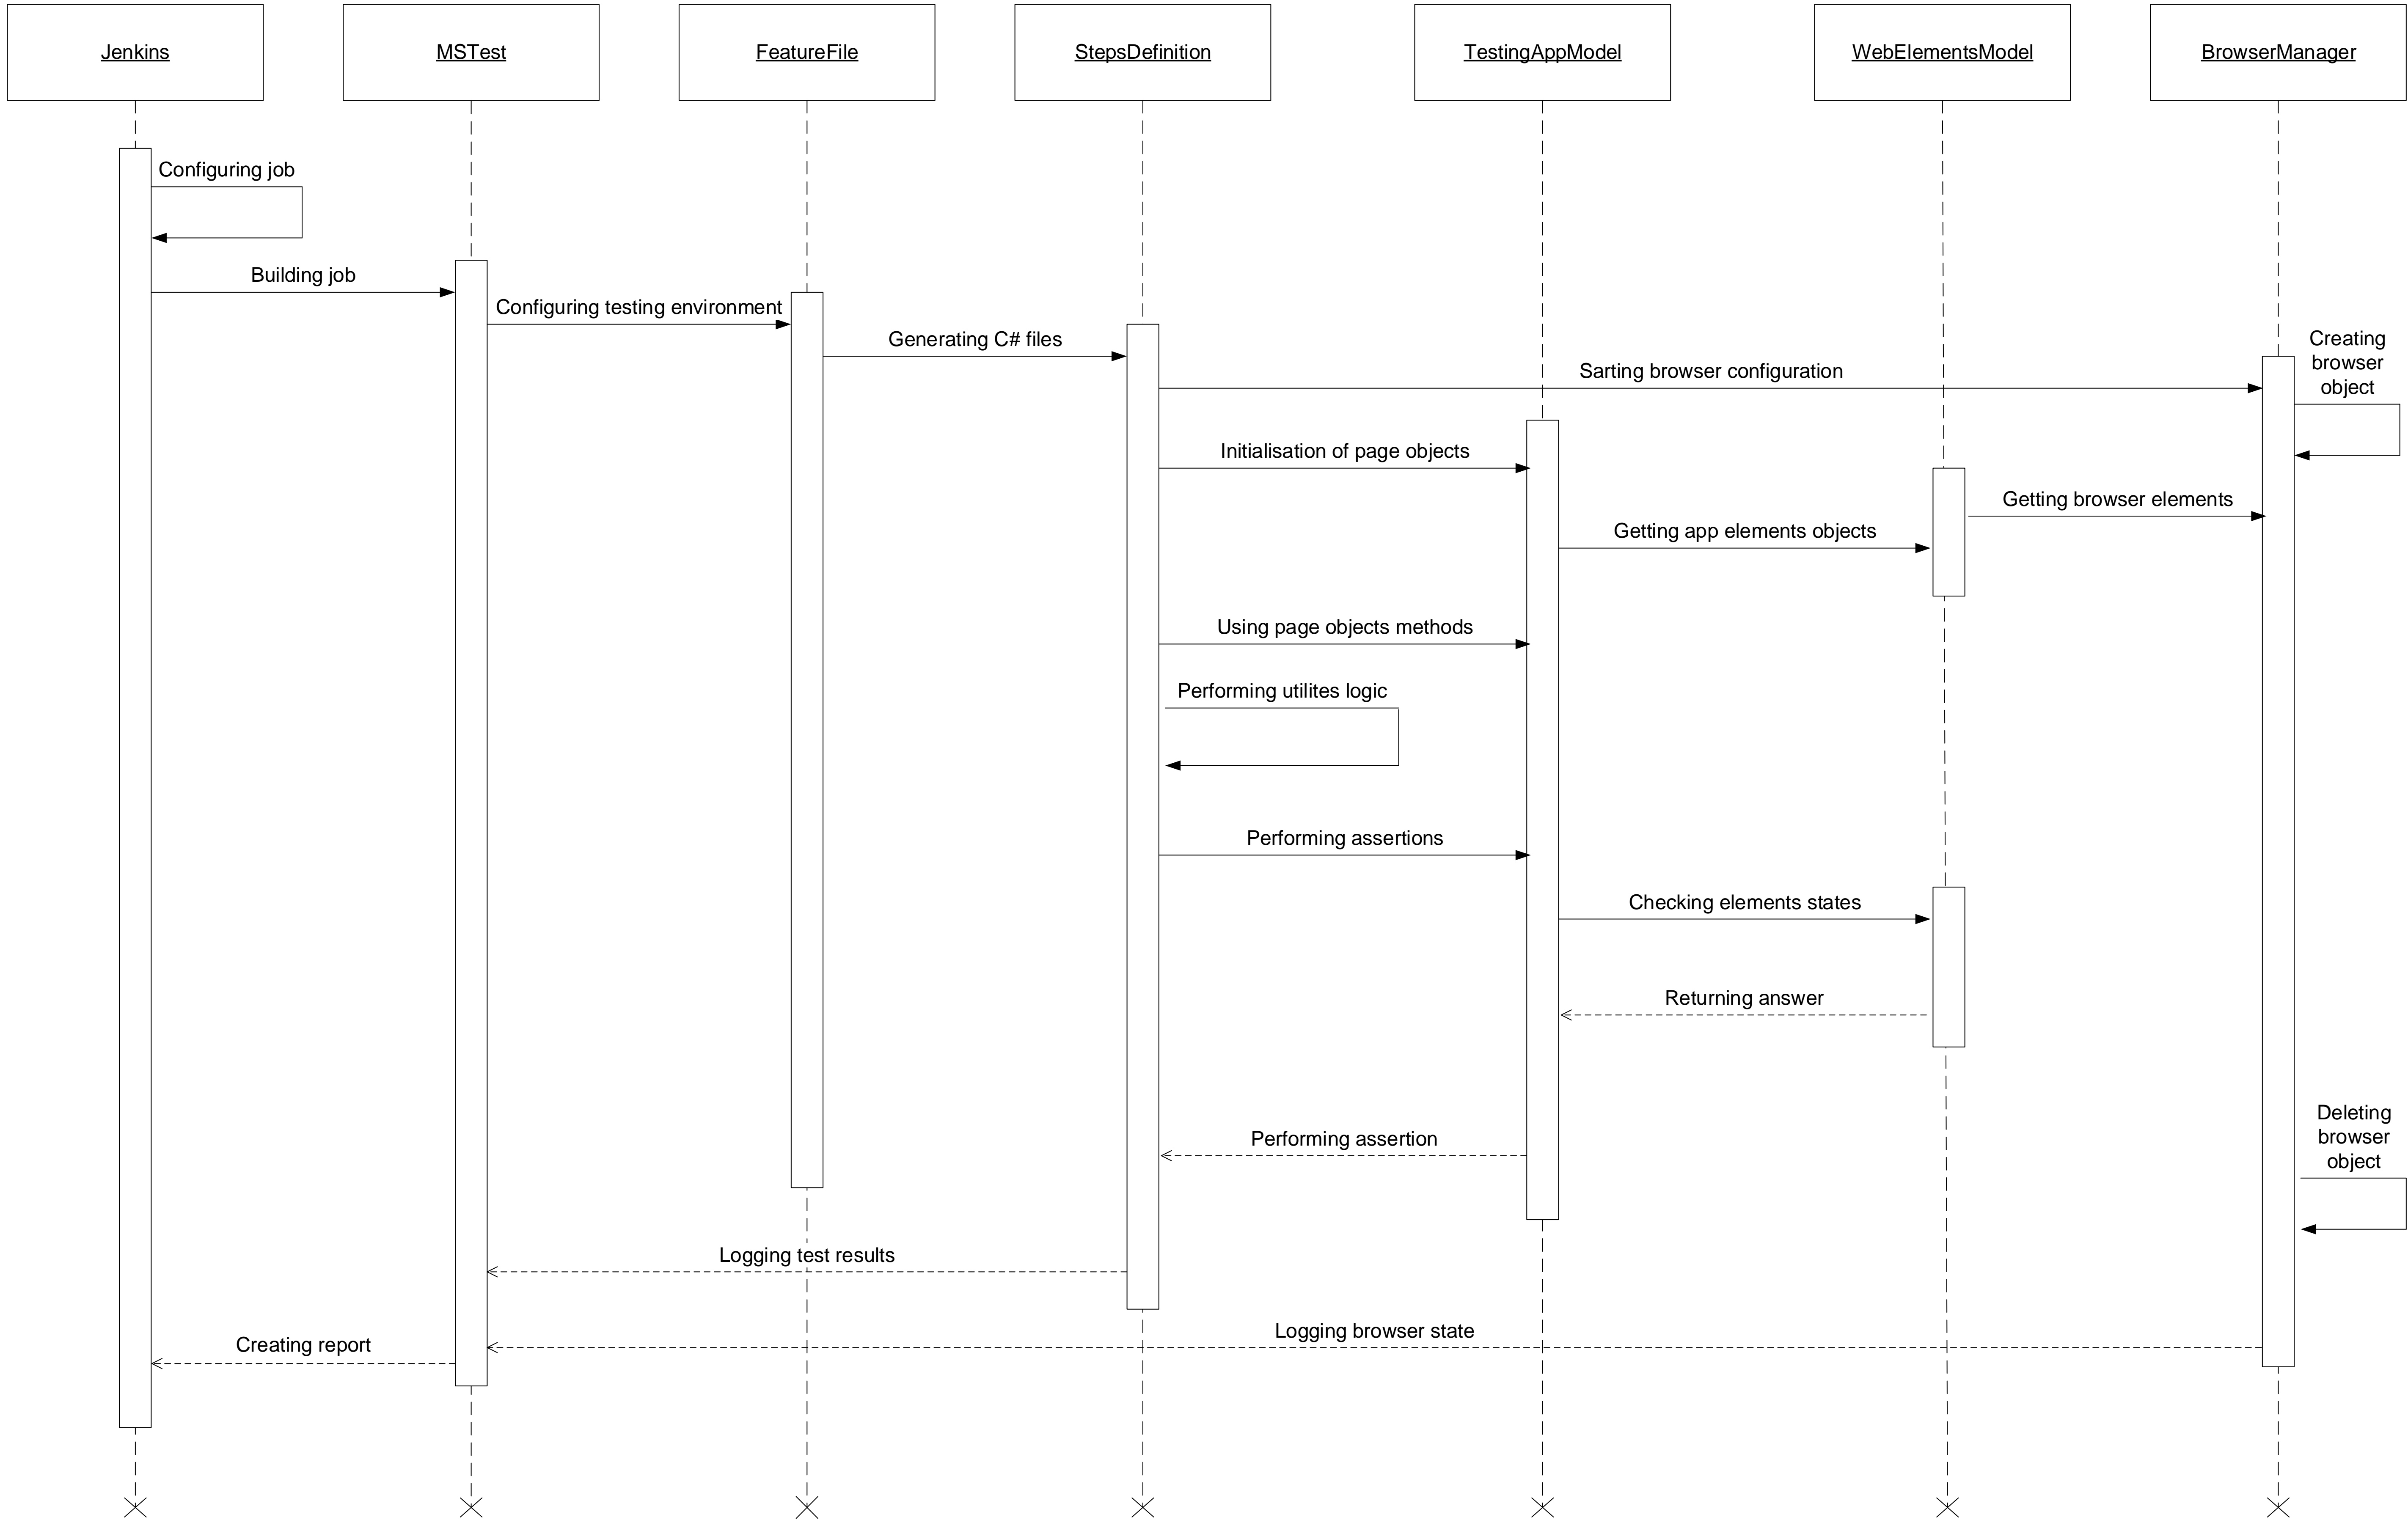 Jenkins
MSTest
FeatureFile
StepsDefinition
TestingAppModel
WebElementsModel
BrowserManager
Configuring job
Building job
Configuring testing environment
Generating C# files
Creating
browser
object
Sarting browser configuration
Initialisation of page objects
Getting browser elements
Getting app elements objects
Using page objects methods
Performing utilites logic
Performing assertions
Checking elements states
Returning answer
Deleting
browser
object
Performing assertion
Logging test results
Logging browser state
Creating report